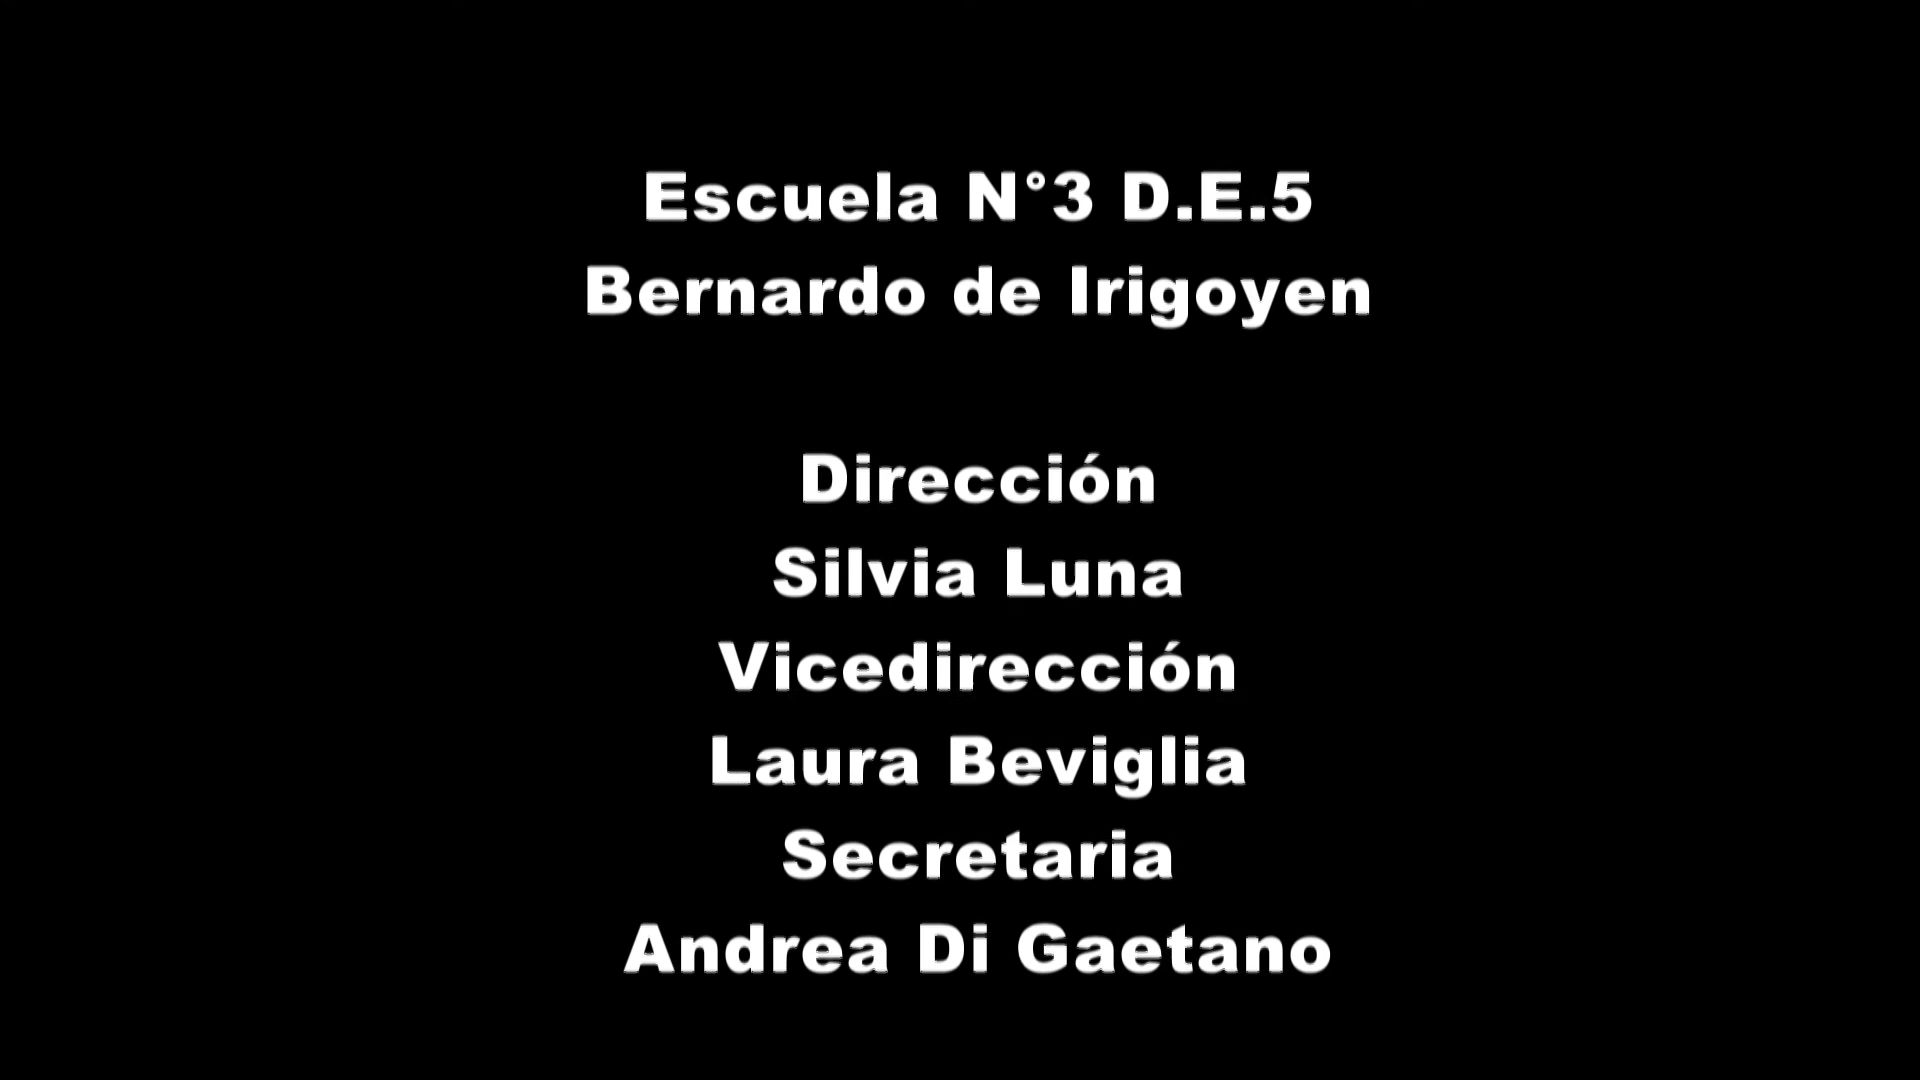 Escuela N°3 D.E.5
Bernardo de Irigoyen
Dirección
Silvia Luna
Vicedirección
Laura Beviglia
Secretaria
Andrea Di Gaetano